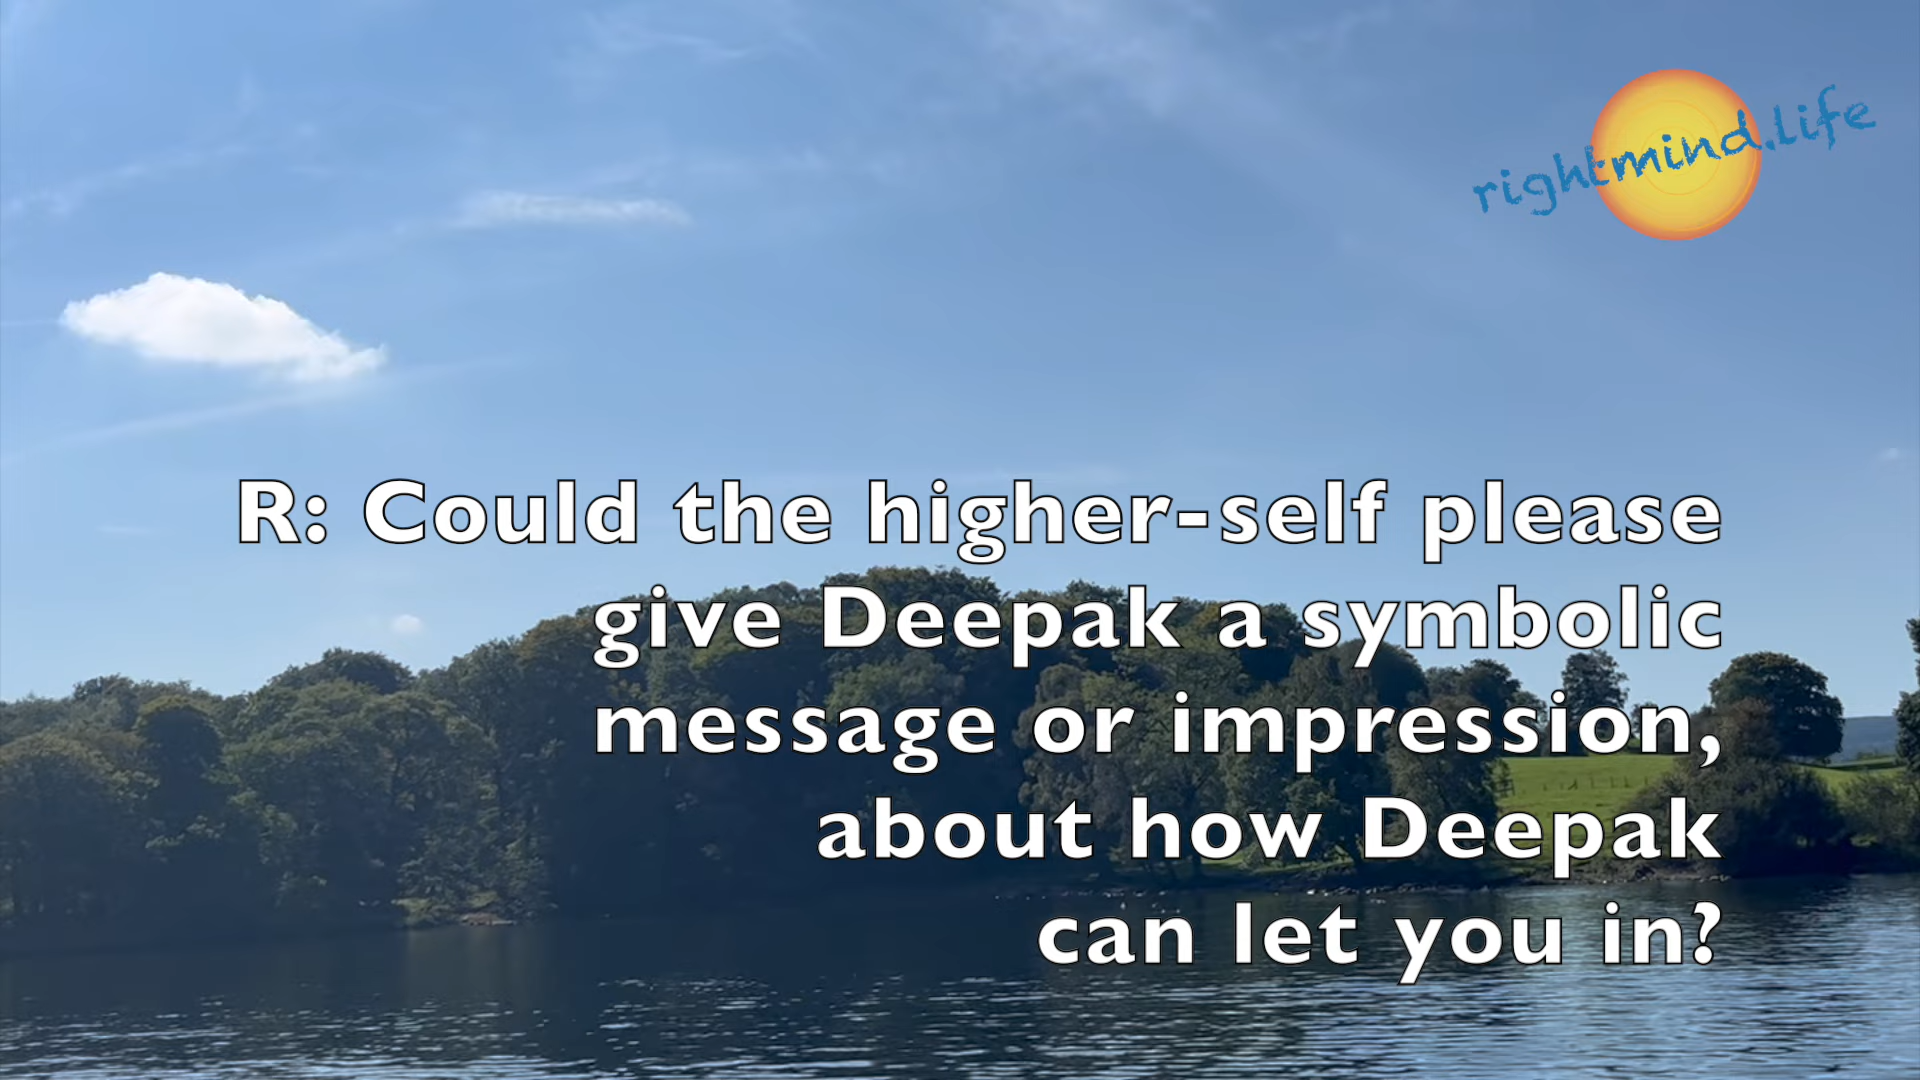 rightmind.life
R: Could the higher-self please
give Deepak a symbolic
message or impression,
about how Deepak
can let you in?